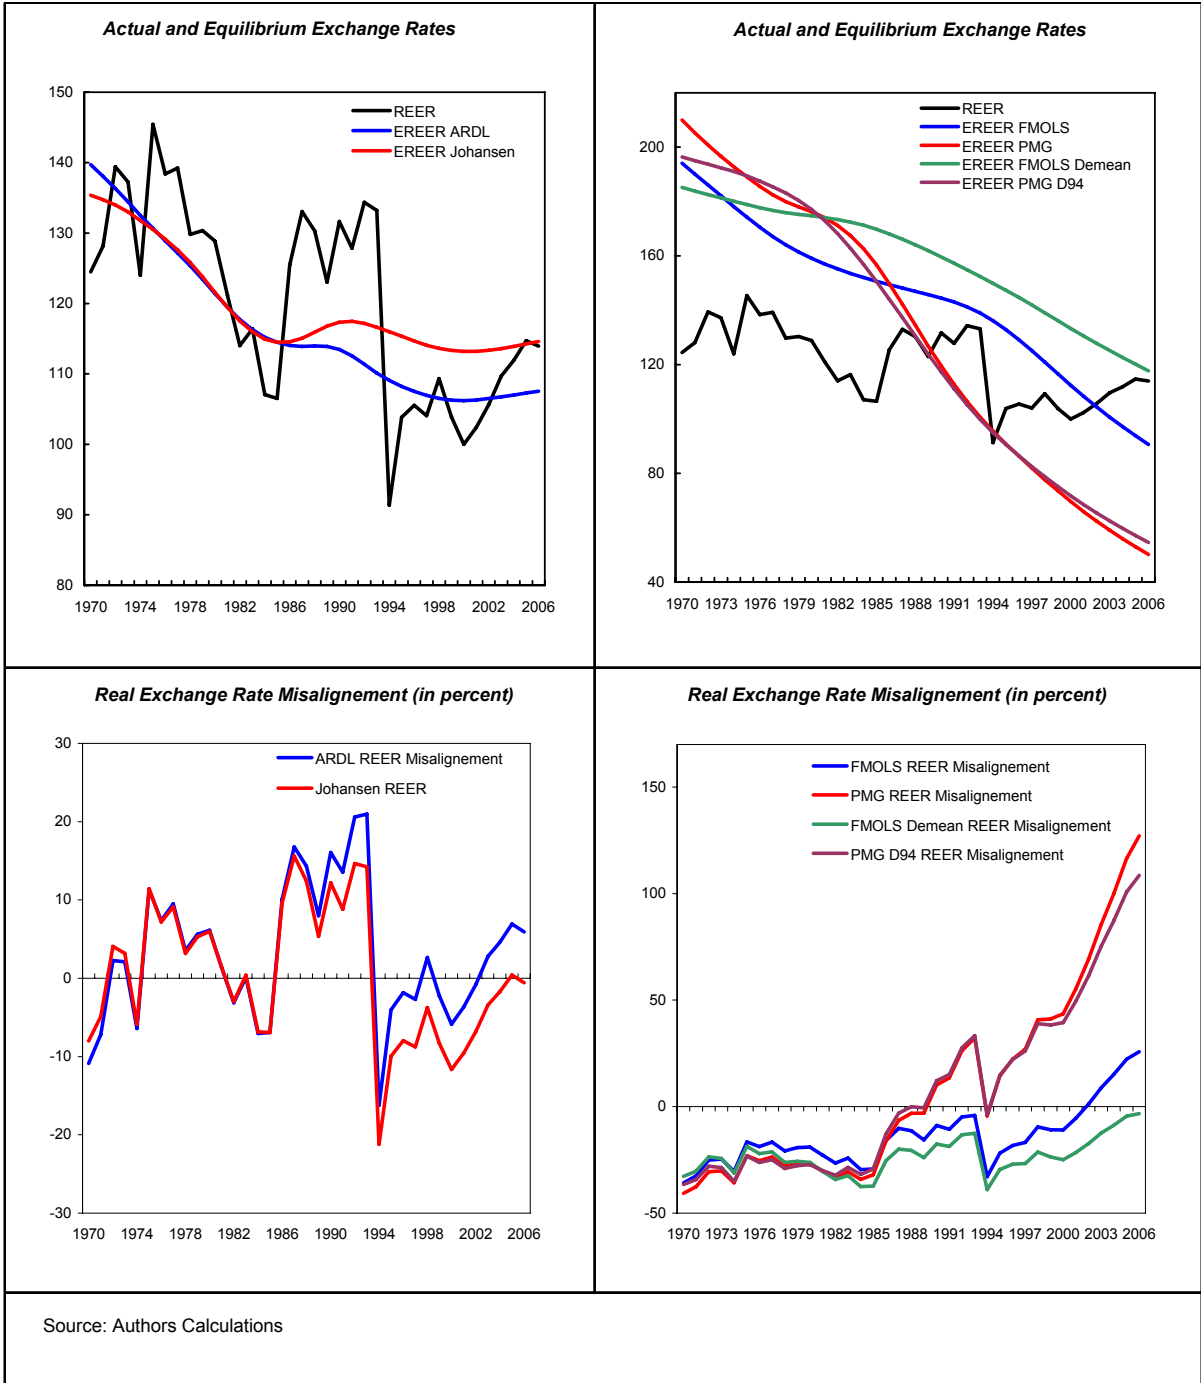 Actual and Equilibrium Exchange Rates
150
140
130
120
110
100
90
80
REER
EREER ARDL
EREER Johansen
1970 1974 1978 1982 1986 1990 1994 1998 2002 2006
Actual and Equilibrium Exchange Rates
200
160
120
80
40
REER
EREER FMOLS
EREER PMG
EREER FMOLS Demean
EREER PMG D94
1970 1973 1976 1979 1982 1985 1988 1991 1994 1997 2000 2003 2006
Real Exchange Rate Misalignement (in percent)
30
20
10
0
-10
-20
-30
ARDL REER Misalignement
Johansen REER
1970 1974 1978 1982 1986 1990 1994 1998 2002 2006
Real Exchange Rate Misalignement (in percent)
150
100
50
0
-50
FMOLS REER Misalignement
PMG REER Misalignement
FMOLS Demean REER Misalignement
PMG D94 REER Misalignement
1970 1973 1976 1979 1982 1985 1988 1991 1994 1997 2000 2003 2006
Source: Authors Calculations